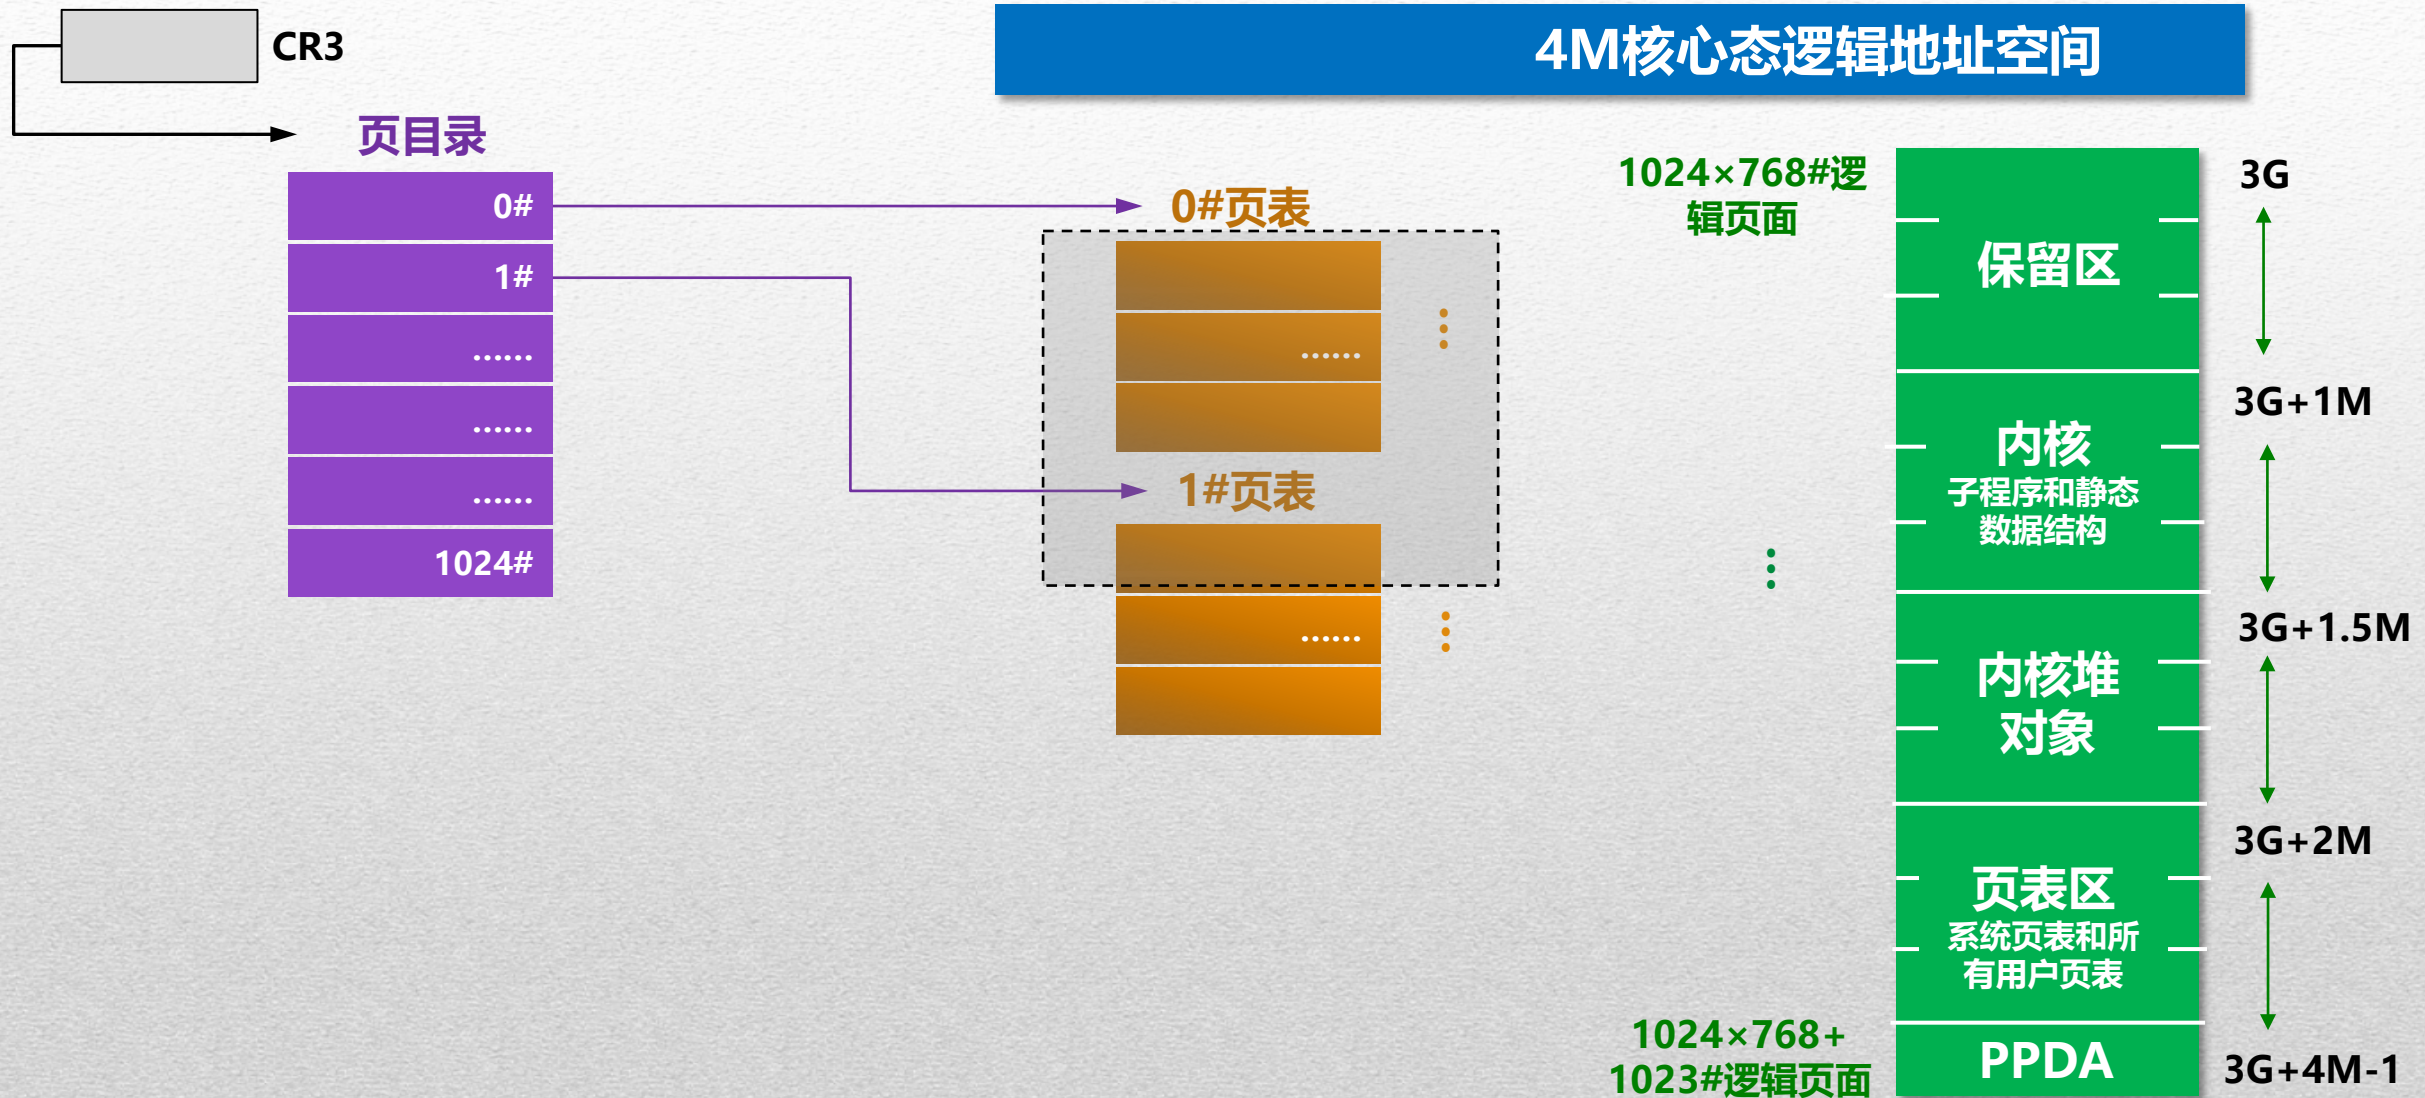 CR3
4M核心态逻辑地址空间
页目录
0#
1#
......
......
......
1024#
0#页表
......
1#页表
......
1024×768#逻
辑页面
1024×768+
1023#逻辑页面
保留区
内核
子程序和静态
数据结构
内核堆
对象
页表区
系统页表和所
有用户页表
PPDA
3G
3G+1M
3G+1.5M
3G+2M
3G+4M-1